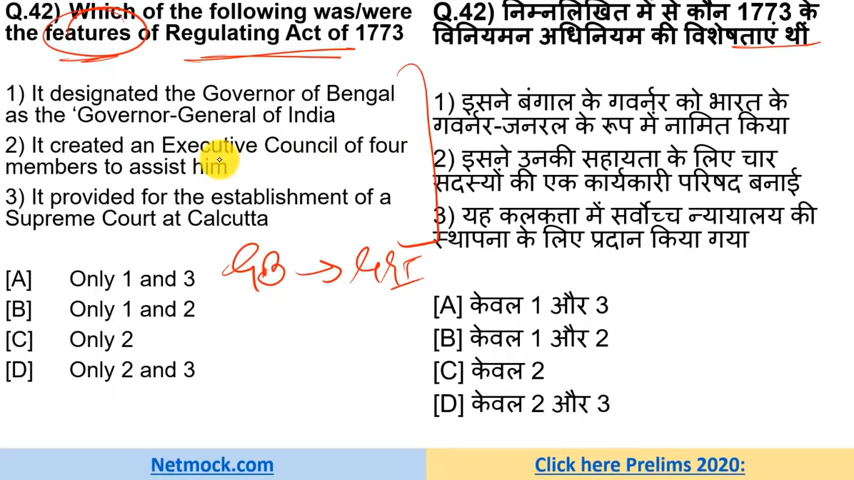 Q.42) Which of the following was/were
the features of Regulating Act of 1773
1) It designated the Governor of Bengal
as the ‘Governor-General of India
2) It created an Executive Council of four
members to assist him
3) It provided for the establishment of a
Supreme Court at Calcutta
[A] Only 1 and 3
[B] Only 1 and 2
[C] Only 2
[D] Only 2 and 3
GB → GGI
Q.42) निम्नलिखित में से कौन 1773 के
विनियमन अधिनियम की विशेषताएं थीं
1) इसने बंगाल के गवर्नर को भारत के
गवर्नर-जनरल के रूप में नामित किया
2) इसने उनकी सहायता के लिए चार
सदस्यों की एक कार्यकारी परिषद बनाई
3) यह कलकत्ता में सर्वोच्च न्यायालय की
स्थापना के लिए प्रदान किया गया
[A] केवल 1 और 3
[B] केवल 1 और 2
[C] केवल 2
[D] केवल 2 और 3
Netmock.com
Click here Prelims 2020: